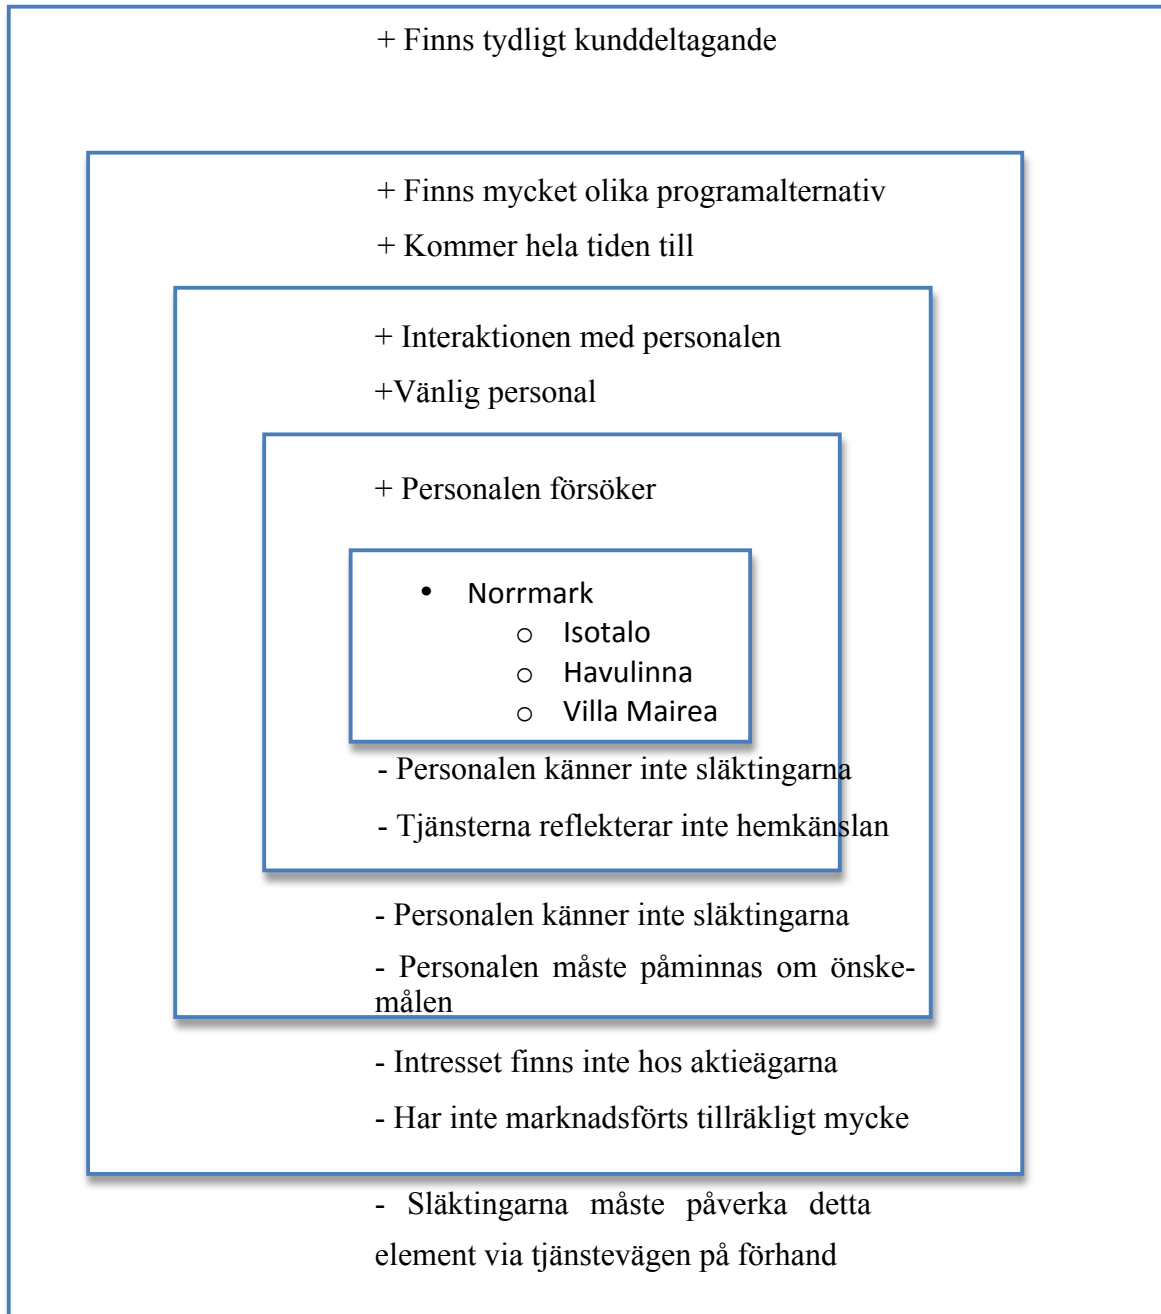 + Finns tydligt kunddeltagande
+ Finns mycket olika programalternativ
+ Kommer hela tiden till
+ Interaktionen med personalen
+Vänlig personal
+ Personalen försöker
• Norrmark
o Isotalo
o Havulinna
o Villa Mairea
- Personalen känner inte släktingarna
- Tjänsterna reflekterar inte hemkänslan
- Personalen känner inte släktingarna
- Personalen måste påminnas om önske-
målen
- Intresset finns inte hos aktieägarna
- Har inte marknadsförts tillräkligt mycke
- Släktingarna måste påverka detta
element via tjänstevägen på förhand